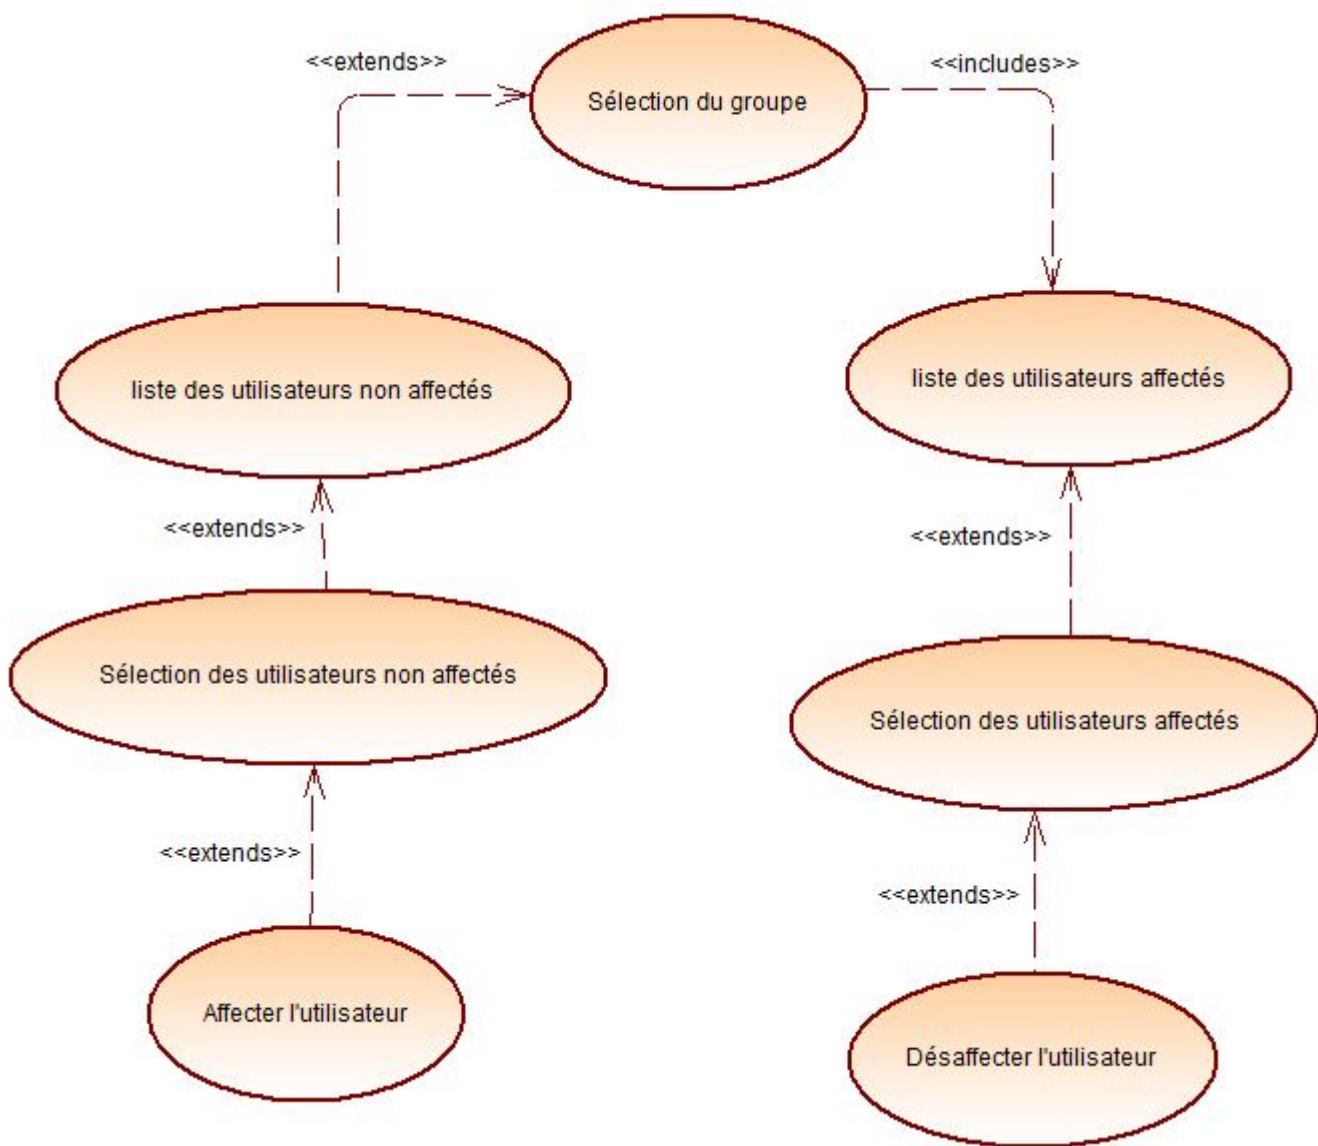 <<extends>>
<<includes>>
Sélection du groupe
liste des utilisateurs non affectés
liste des utilisateurs affectés
<<extends>>
<<extends>>
Sélection des utilisateurs non affectés
Sélection des utilisateurs affectés
<<extends>>
<<extends>>
Affecter l'utilisateur
Désaffecter l'utilisateur